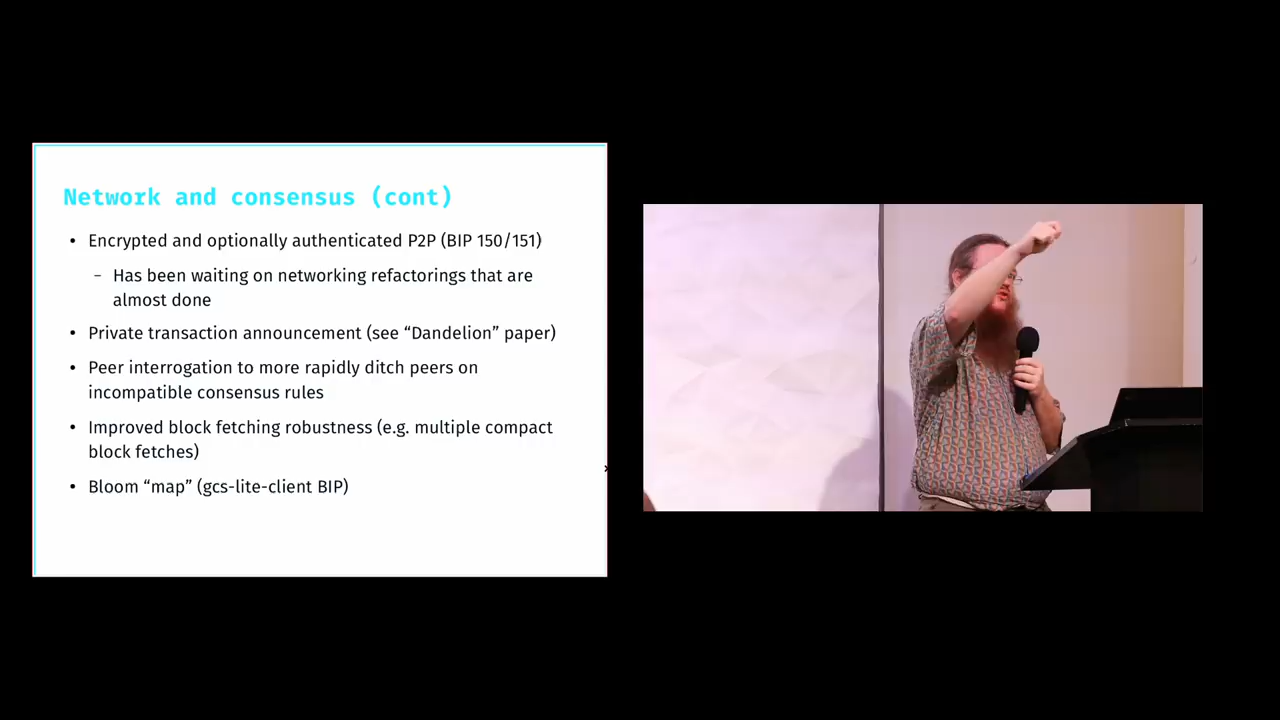 Network and consensus (cont)
• Encrypted and optionally authenticated P2P (BIP 150/151)
– Has been waiting on networking refactorings that are
almost done
• Private transaction announcement (see “Dandelion” paper)
• Peer interrogation to more rapidly ditch peers on
incompatible consensus rules
• Improved block fetching robustness (e.g. multiple compact
block fetches)
• Bloom “map” (gcs-lite-client BIP)